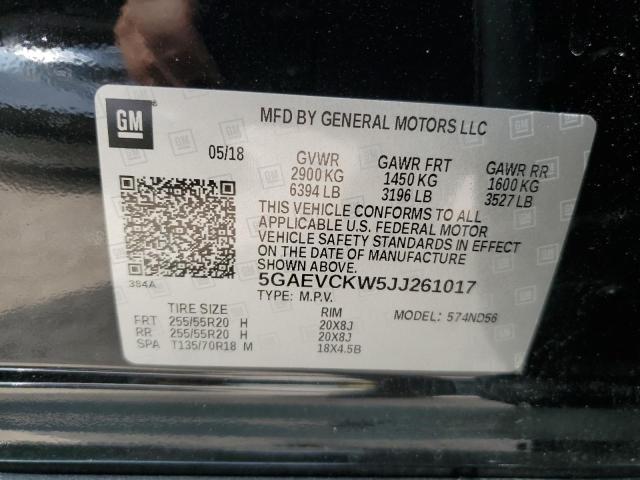 GM
MFD BY GENERAL MOTORS LLC
05/18
GVWR
2900 KG
6394 LB
GAWR FRT
1450 KG
3196 LB
GAWR RR
1600 KG
3527 LB
THIS VEHICLE CONFORMS TO ALL
APPLICABLE U.S. FEDERAL MOTOR
VEHICLE SAFETY STANDARDS IN EFFECT
ON THE DATE OF MANUFACTURE
SHOWN ABOVE.
384A
5GAEVCKW5JJ261017
TYPE: M.P.V.
MODEL: 574ND56
TIRE SIZE RIM
FRT 255/55R20 H 20X8J
RR 255/55R20 H 20X8J
SPA T135/70R18 M 18X4.5B